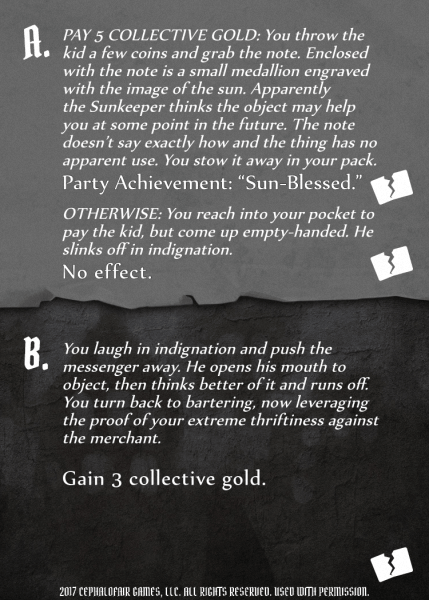 A.
PAY 5 COLLECTIVE GOLD: You throw the
kid a few coins and grab the note. Enclosed
with the note is a small medallion engraved
with the image of the sun. Apparently
the Sunkeeper thinks the object may help
you at some point in the future. The note
doesn't say exactly how and the thing has no
apparent use. You stow it away in your pack.
Party Achievement: “Sun-Blessed.”
OTHERWISE: You reach into your pocket to
pay the kid, but come up empty-handed. He
slinks off in indignation.
No effect.
B.
You laugh in indignation and push the
messenger away. He opens his mouth to
object, then thinks better of it and runs off.
You turn back to bartering, now leveraging
the proof of your extreme thriftiness against
the merchant.
Gain 3 collective gold.
2017 CEPHALOFAIR GAMES, LLC. ALL RIGHTS RESERVED. USED WITH PERMISSION.